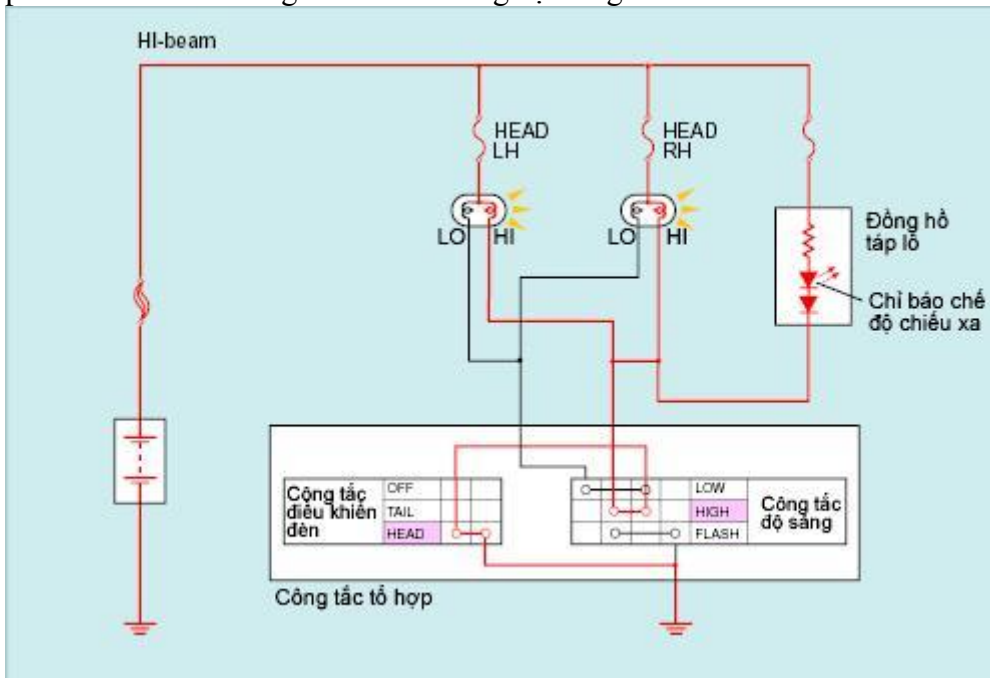 HI-beam
HEAD
LH
HEAD
RH
LO
HI
LO
HI
Đồng hồ
táp lô
Chỉ báo chế
độ chiếu xa
Công tắc
điều khiển
đèn
OFF
TAIL
HEAD
LOW
HIGH
FLASH
Công tắc
độ sáng
Công tắc tổ hợp